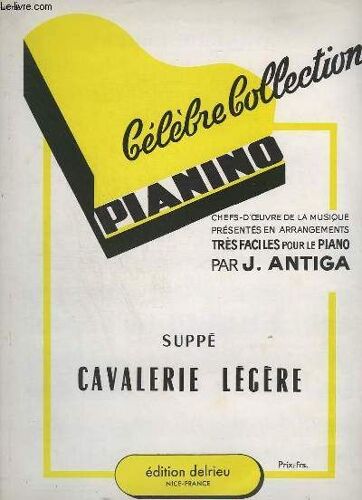 Le-livre.com
Célèbre Collection
PIANINO
CHEFS-D'ŒUVRE DE LA MUSIQUE
PRÉSENTÉS EN ARRANGEMENTS
TRÈS FACILES POUR LE PIANO
PAR J. ANTIGA
SUPPÉ
CAVALERIE LÉGÈRE
Prix: frs.
édition delrieu
NICE-FRANCE